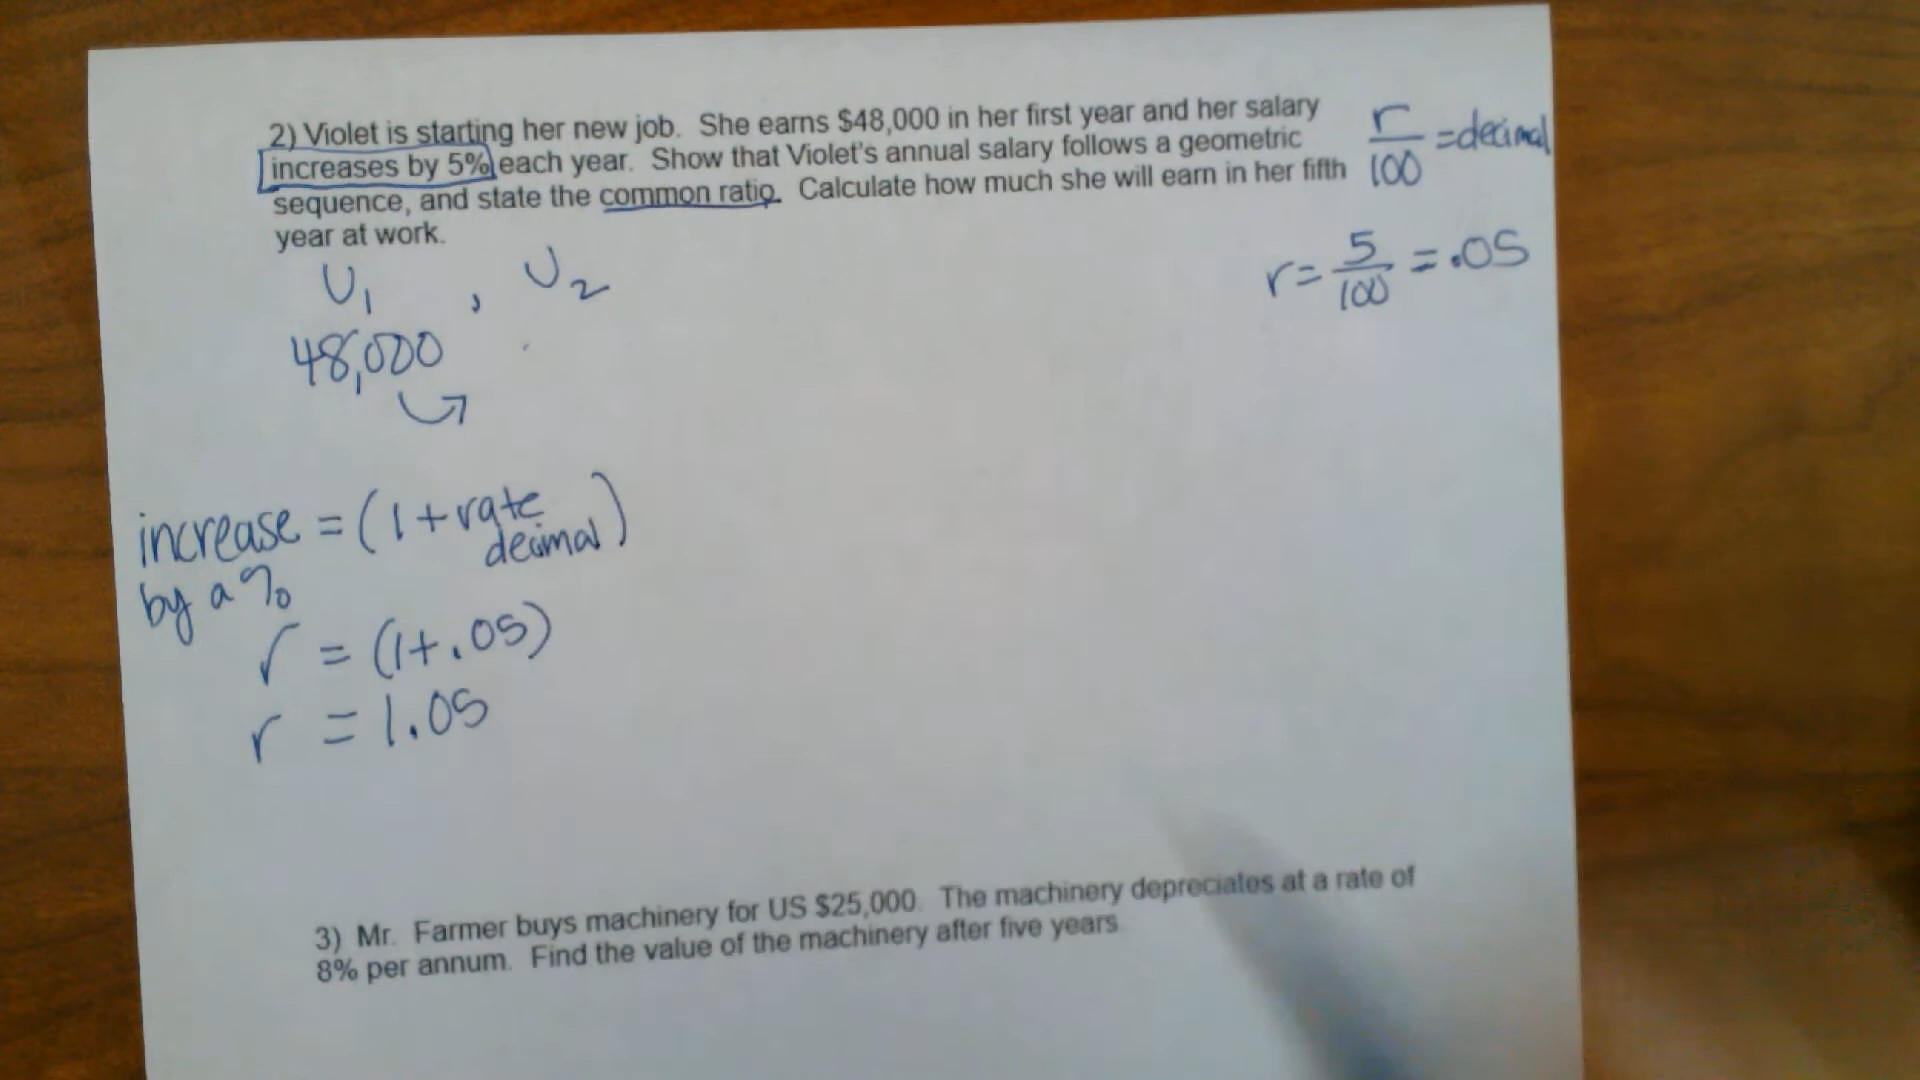 2) Violet is starting her new job. She earns $48,000 in her first year and her salary
increases by 5% each year. Show that Violet's annual salary follows a geometric
sequence, and state the common ratio. Calculate how much she will earn in her fifth
year at work.
r/100 = decimal
r = 5/100 = .05
U₁ , U₂
48,000
increase = (1 + rate
decimal)
by a %
r = (1+.05)
r = 1.05
3) Mr. Farmer buys machinery for US $25,000. The machinery depreciates at a rate of
8% per annum. Find the value of the machinery after five years